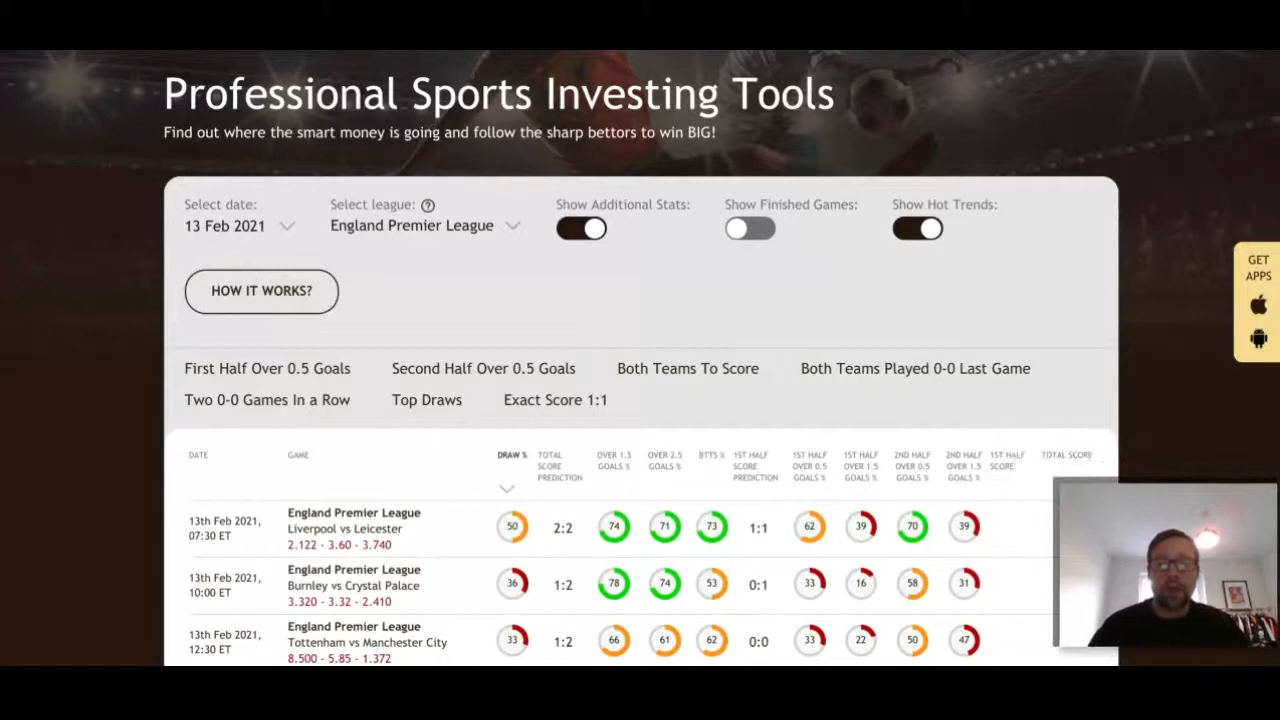 Professional Sports Investing Tools
Find out where the smart money is going and follow the sharp bettors to win BIG!
Select date:
13 Feb 2021
Select league: ?
England Premier League
Show Additional Stats:
Show Finished Games:
Show Hot Trends:
GET
APPS
HOW IT WORKS?
First Half Over 0.5 Goals
Second Half Over 0.5 Goals
Both Teams To Score
Both Teams Played 0-0 Last Game
Two 0-0 Games In a Row
Top Draws
Exact Score 1:1
DATE
GAME
DRAW %
TOTAL
SCORE
PREDICTION
OVER 1.5
GOALS %
OVER 2.5
GOALS %
BTTS %
1ST HALF
SCORE
PREDICTION
1ST HALF
OVER 0.5
GOALS %
1ST HALF
OVER 1.5
GOALS %
2ND HALF
OVER 0.5
GOALS %
2ND HALF
OVER 1.5
GOALS %
1ST HALF
SCORE
TOTAL SCORE
13th Feb 2021,
07:30 ET
England Premier League
Liverpool vs Leicester
2.122 - 3.60 - 3.740
50 2:2 74 71 73 1:1 62 39 70 39
13th Feb 2021,
10:00 ET
England Premier League
Burnley vs Crystal Palace
3.320 - 3.32 - 2.410
36 1:2 78 74 53 0:1 33 16 58 31
13th Feb 2021,
12:30 ET
England Premier League
Tottenham vs Manchester City
8.500 - 5.85 - 1.372
33 1:2 66 61 62 0:0 33 22 50 47